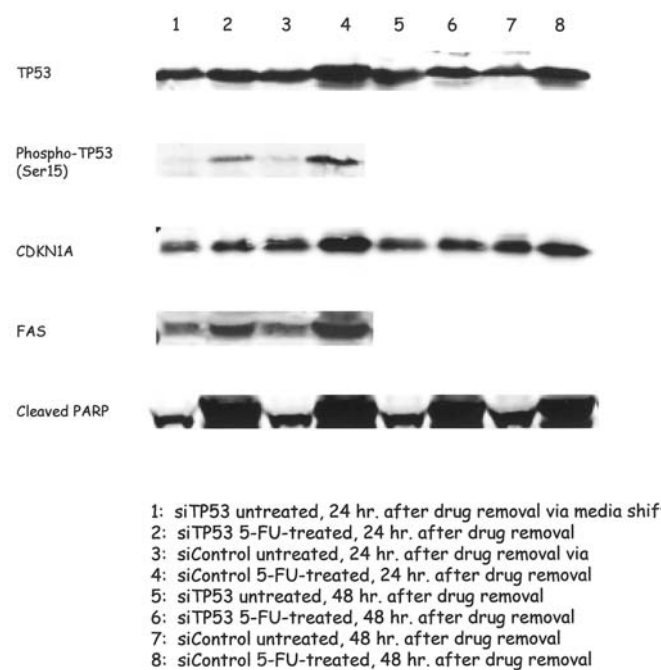 1 2 3 4 5 6 7 8
TP53
Phospho-TP53
(Ser15)
CDKN1A
FAS
Cleaved PARP
1: siTP53 untreated, 24 hr. after drug removal via media shift
2: siTP53 5-FU-treated, 24 hr. after drug removal
3: siControl untreated, 24 hr. after drug removal via
4: siControl 5-FU-treated, 24 hr. after drug removal
5: siTP53 untreated, 48 hr. after drug removal
6: siTP53 5-FU-treated, 48 hr. after drug removal
7: siControl untreated, 48 hr. after drug removal
8: siControl 5-FU-treated, 48 hr. after drug removal